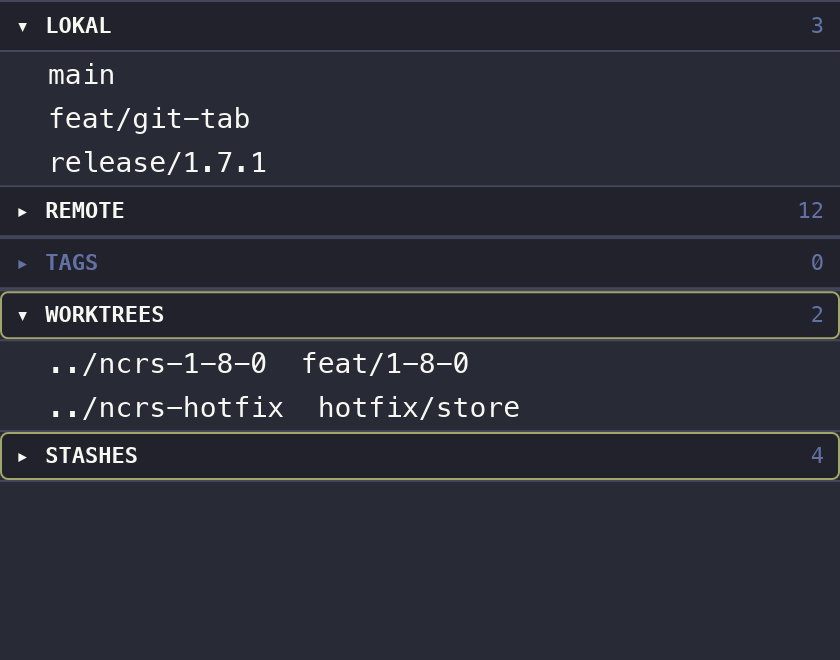 ▼ LOKAL 3
main
feat/git-tab
release/1.7.1
▶ REMOTE 12
▶ TAGS 0
▼ WORKTREES 2
../ncrs-1-8-0  feat/1-8-0
../ncrs-hotfix  hotfix/store
▶ STASHES 4